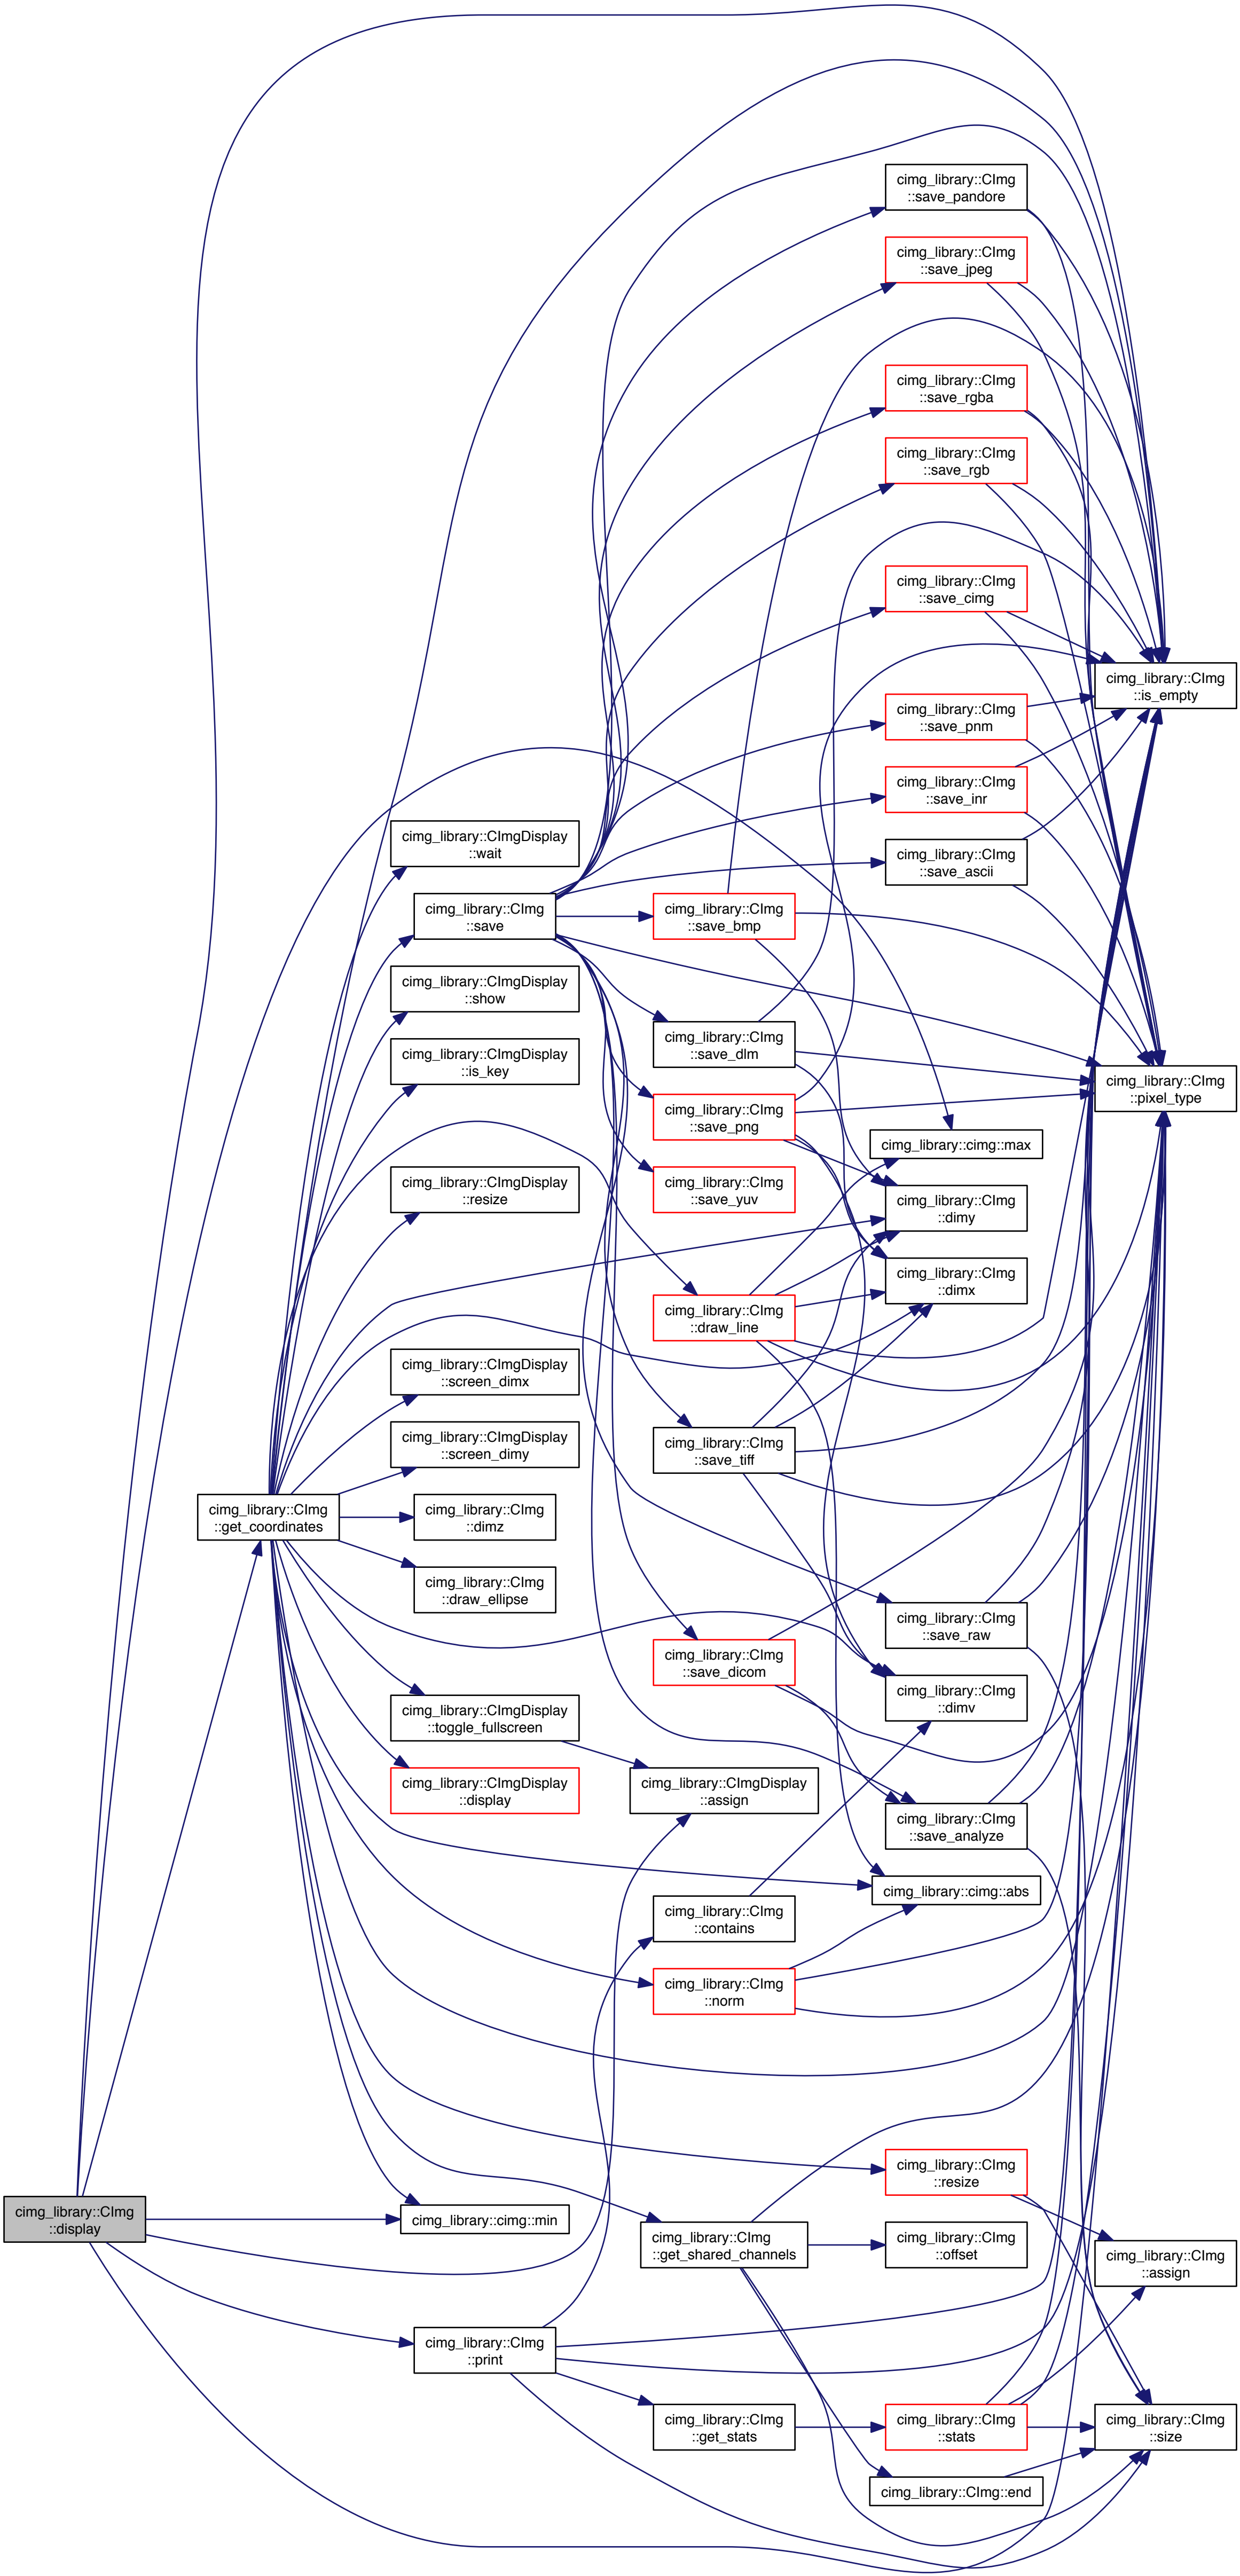 cimg_library::CImg
::save_pandore
cimg_library::CImg
::save_jpeg
cimg_library::CImg
::save_rgba
cimg_library::CImg
::save_rgb
cimg_library::CImg
::save_cimg
cimg_library::CImg
::is_empty
cimg_library::CImg
::save_pnm
cimg_library::CImg
::save_inr
cimg_library::CImgDisplay
::wait
cimg_library::CImg
::save_ascii
cimg_library::CImg
::save
cimg_library::CImg
::save_bmp
cimg_library::CImgDisplay
::show
cimg_library::CImg
::save_dlm
cimg_library::CImgDisplay
::is_key
cimg_library::CImg
::pixel_type
cimg_library::CImg
::save_png
cimg_library::cimg::max
cimg_library::CImgDisplay
::resize
cimg_library::CImg
::save_yuv
cimg_library::CImg
::dimy
cimg_library::CImg
::dimx
cimg_library::CImg
::draw_line
cimg_library::CImgDisplay
::screen_dimx
cimg_library::CImgDisplay
::screen_dimy
cimg_library::CImg
::save_tiff
cimg_library::CImg
::get_coordinates
cimg_library::CImg
::dimz
cimg_library::CImg
::draw_ellipse
cimg_library::CImg
::save_raw
cimg_library::CImg
::save_dicom
cimg_library::CImg
::dimv
cimg_library::CImgDisplay
::toggle_fullscreen
cimg_library::CImgDisplay
::display
cimg_library::CImgDisplay
::assign
cimg_library::CImg
::save_analyze
cimg_library::cimg::abs
cimg_library::CImg
::contains
cimg_library::CImg
::norm
cimg_library::CImg
::resize
cimg_library::CImg
::display
cimg_library::cimg::min
cimg_library::CImg
::get_shared_channels
cimg_library::CImg
::offset
cimg_library::CImg
::assign
cimg_library::CImg
::print
cimg_library::CImg
::get_stats
cimg_library::CImg
::stats
cimg_library::CImg
::size
cimg_library::CImg::end